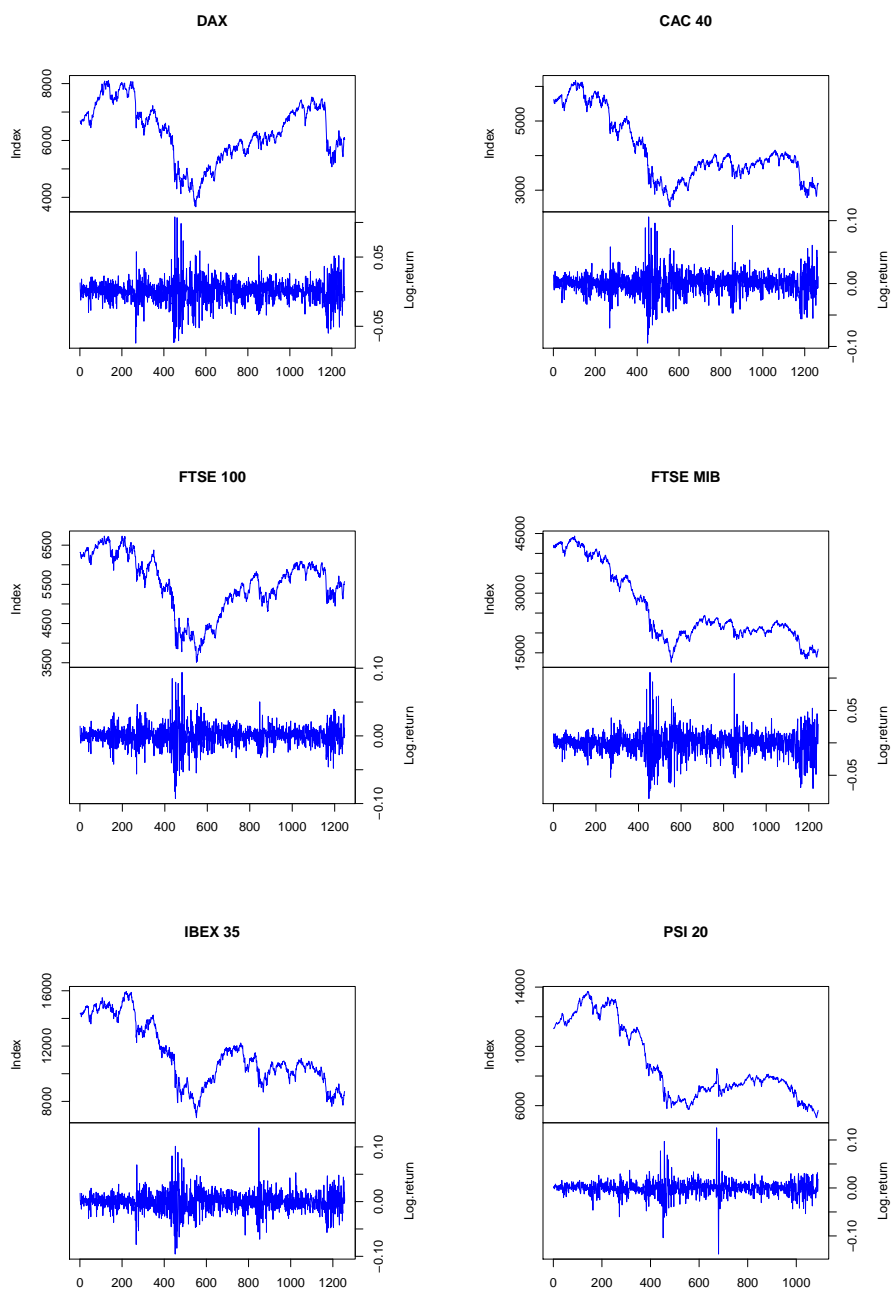 DAX
Index
4000 6000 8000
Log.return
−0.05 0.05
0 200 400 600 800 1000 1200
CAC 40
Index
3000 5000
Log.return
−0.10 0.00 0.10
0 200 400 600 800 1000 1200
FTSE 100
Index
3500 4500 5500 6500
Log.return
−0.10 0.00 0.10
0 200 400 600 800 1000 1200
FTSE MIB
Index
15000 30000 45000
Log.return
−0.05 0.05
0 200 400 600 800 1000 1200
IBEX 35
Index
8000 12000 16000
Log.return
−0.10 0.00 0.10
0 200 400 600 800 1000 1200
PSI 20
Index
6000 10000 14000
Log.return
−0.10 0.00 0.10
0 200 400 600 800 1000